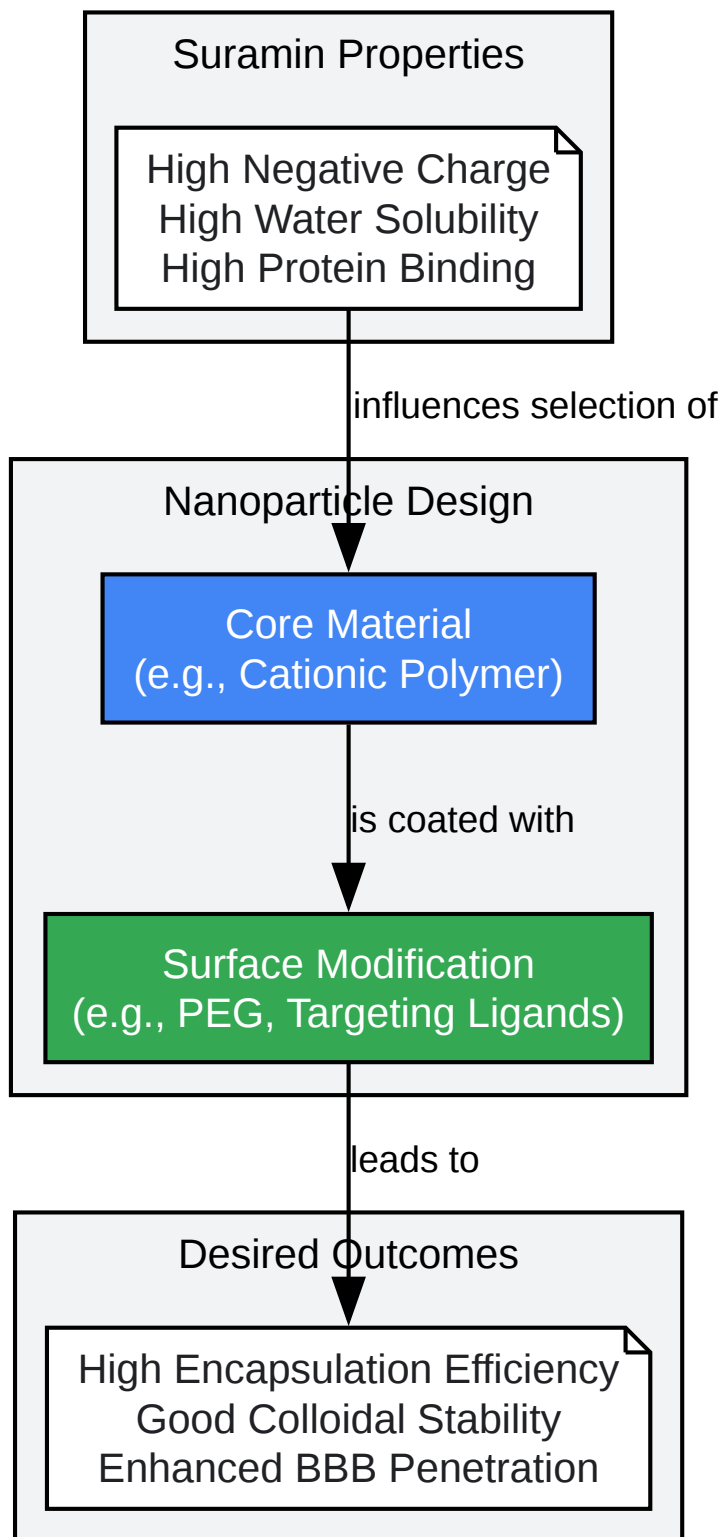 Suramin Properties
High Negative Charge
High Water Solubility
High Protein Binding
influences selection of
Nanoparticle Design
Core Material
(e.g., Cationic Polymer)
is coated with
Surface Modification
(e.g., PEG, Targeting Ligands)
leads to
Desired Outcomes
High Encapsulation Efficiency
Good Colloidal Stability
Enhanced BBB Penetration